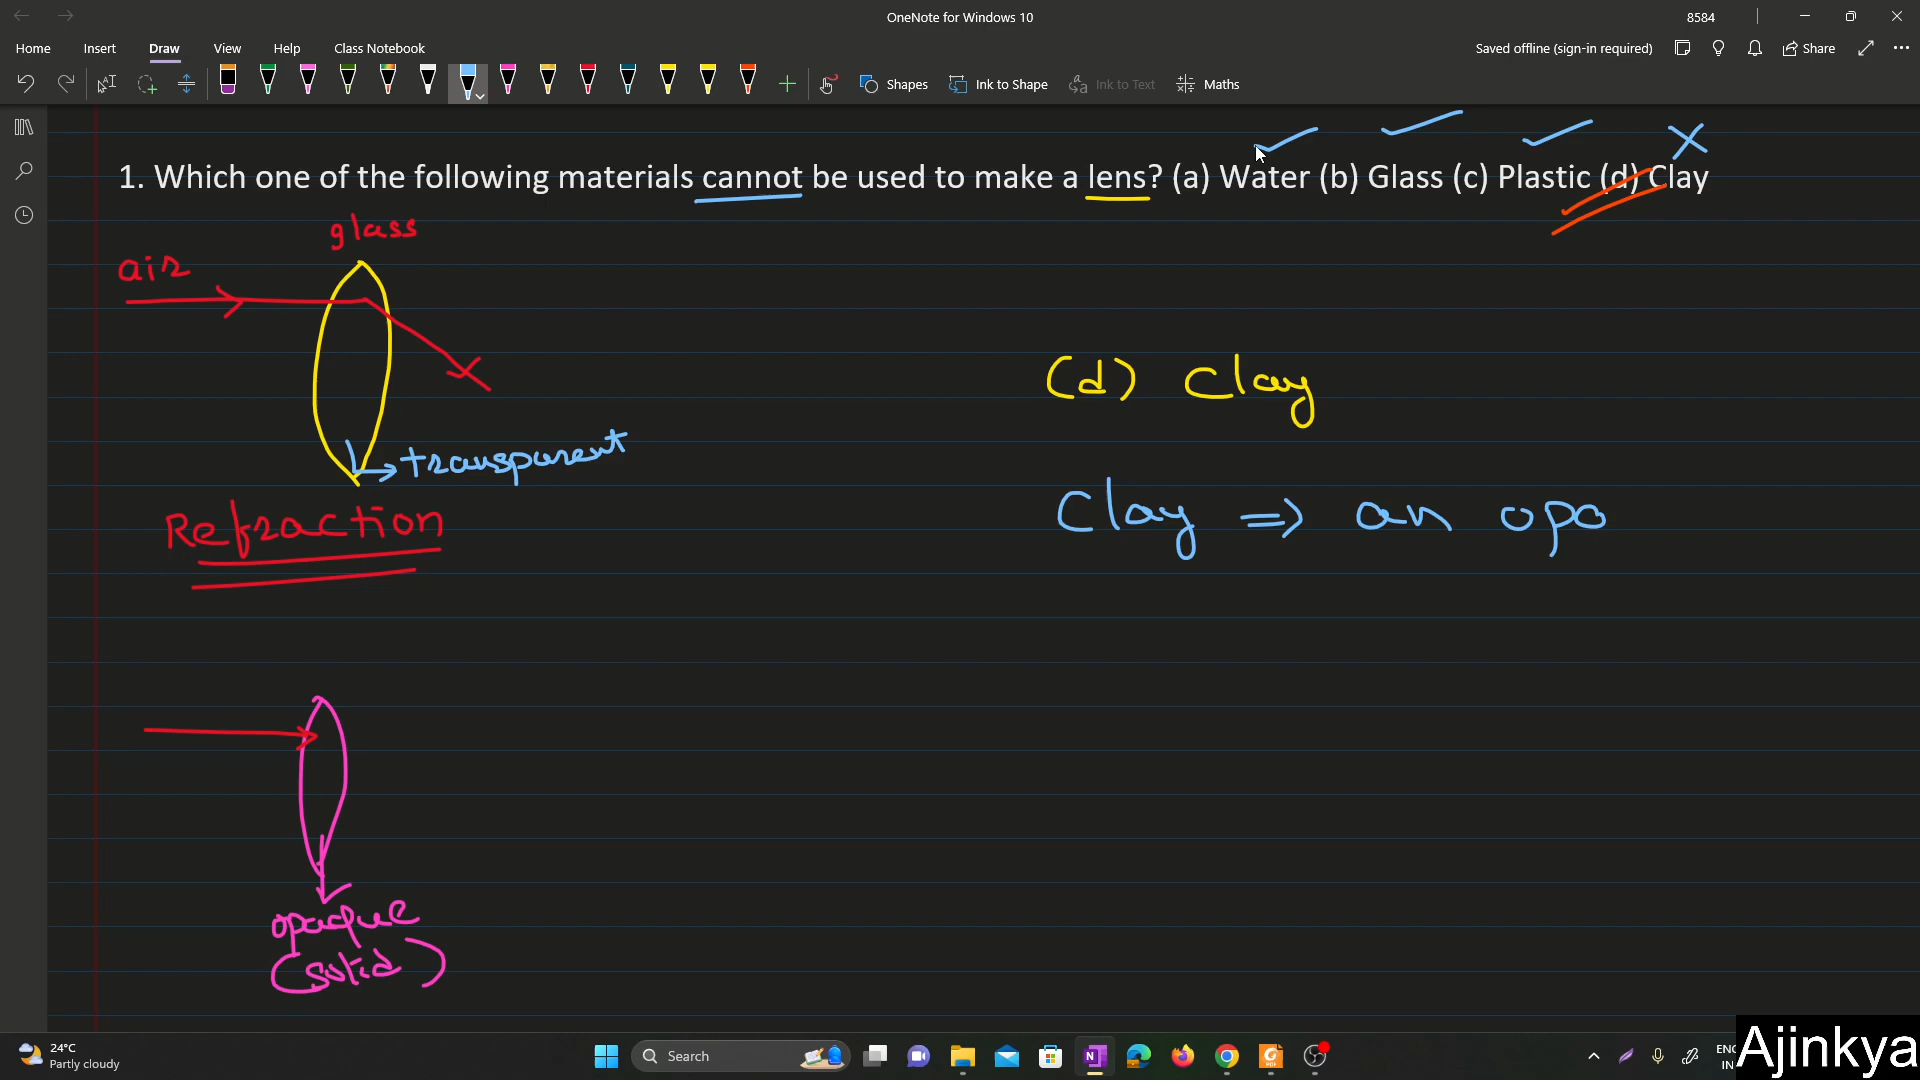 OneNote for Windows 10
8584
Home Insert Draw View Help Class Notebook
Saved offline (sign-in required)
Share
Shapes
Ink to Shape
Ink to Text
Maths
1. Which one of the following materials cannot be used to make a lens? (a) Water (b) Glass (c) Plastic (d) Clay
glass
air
(d) Clay
transparent
Clay ⇒ an opa
Refraction
opaque
(solid)
24°C
Partly cloudy
Search
ENG
IN
Ajinkya